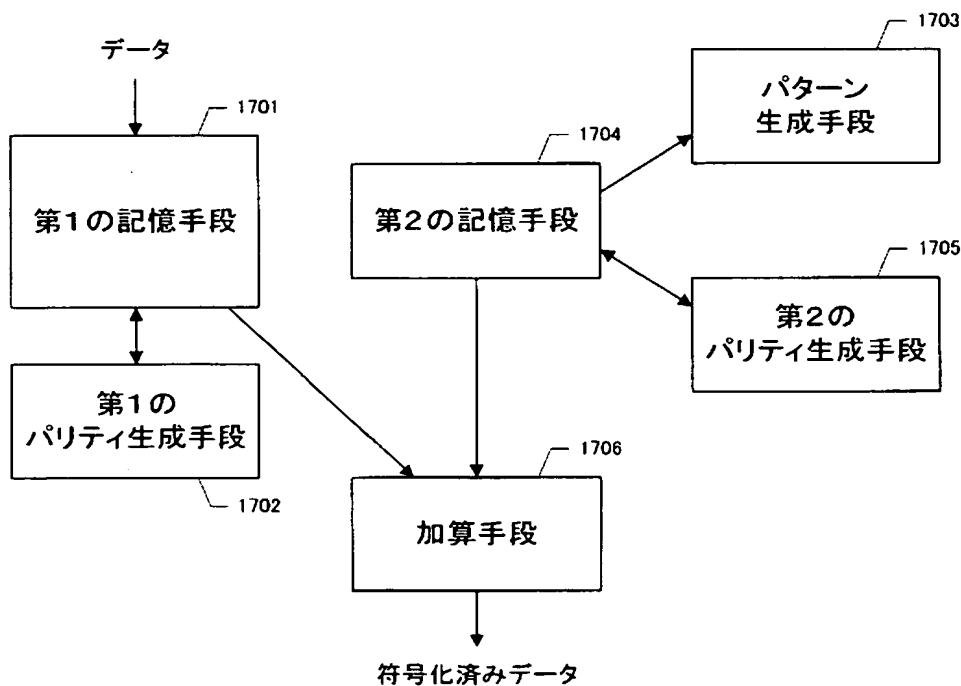 データ
1701
第1の記憶手段
第1の
パリティ生成手段
1702
1704
第2の記憶手段
1703
パターン
生成手段
1705
第2の
パリティ生成手段
1706
加算手段
符号化済みデータ